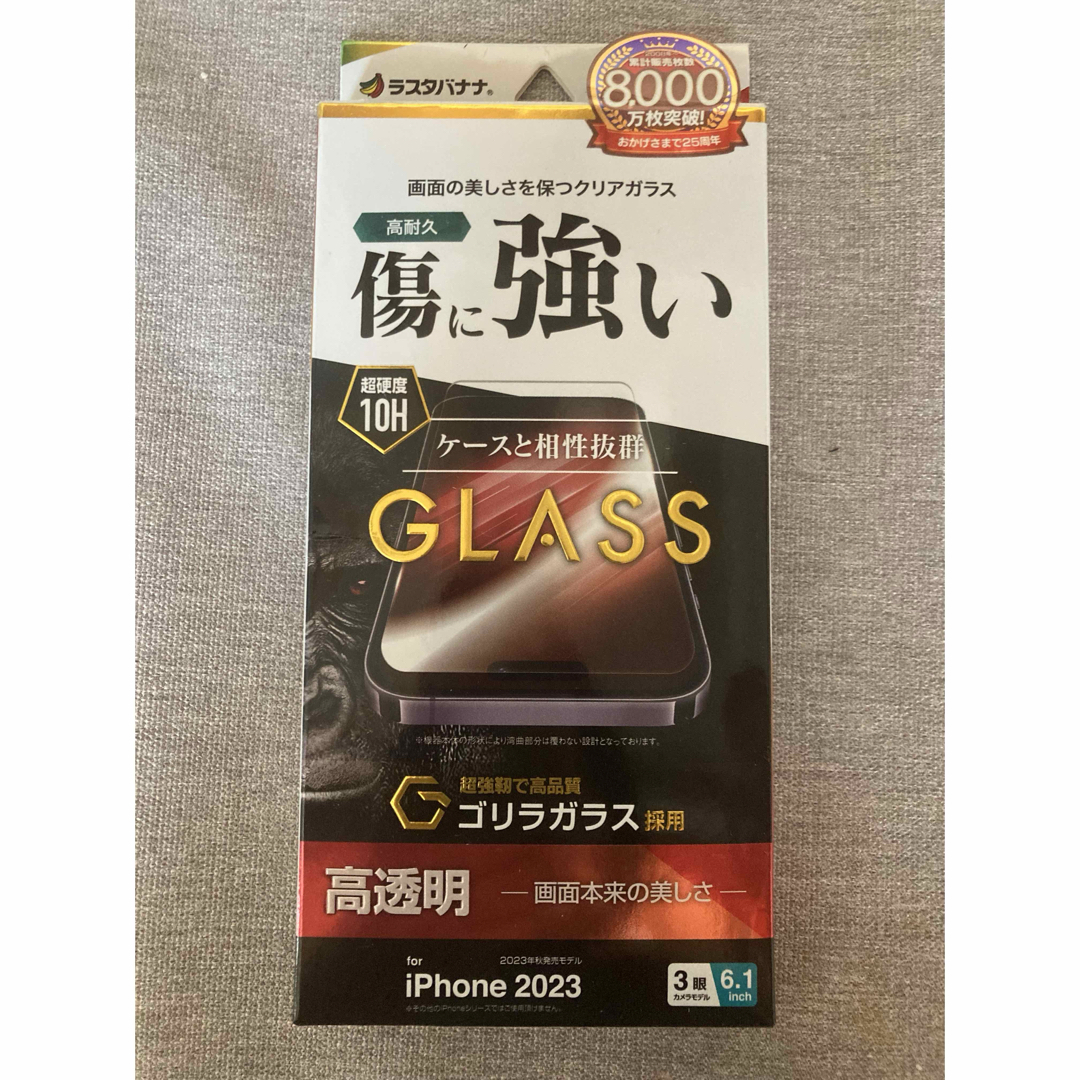 ラスタバナナ®
2000年
累計販売枚数
8,000
万枚突破!
おかげさまで25周年
画面の美しさを保つクリアガラス
高耐久
傷に強い
超硬度
10H
ケースと相性抜群
GLASS
※機器本体の形状により湾曲部分は覆わない設計となっております。
超強靭で高品質
G ゴリラガラス採用
高透明
画面本来の美しさ
for
2023年秋発売モデル
iPhone 2023
3眼
カメラモデル
6.1
inch
※その他のiPhoneシリーズではご使用頂けません。